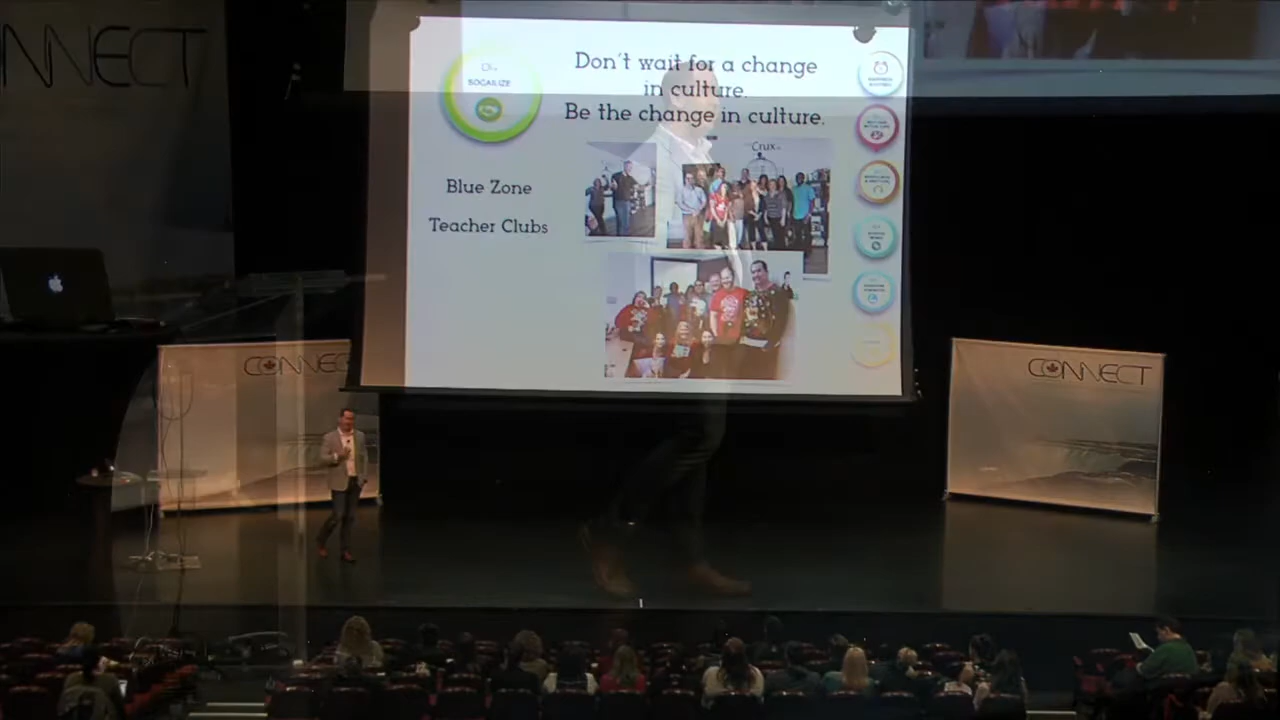 NNECT
Don't wait for a change
in culture.
Be the change in culture.
SOCIALIZE
Crux
Blue Zone
Teacher Clubs
CONNECT
CONNECT